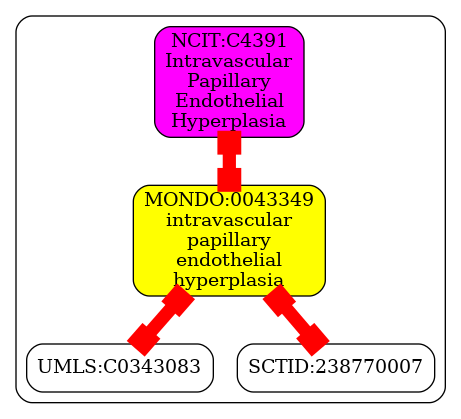 NCIT:C4391
Intravascular
Papillary
Endothelial
Hyperplasia
MONDO:0043349
intravascular
papillary
endothelial
hyperplasia
UMLS:C0343083
SCTID:238770007